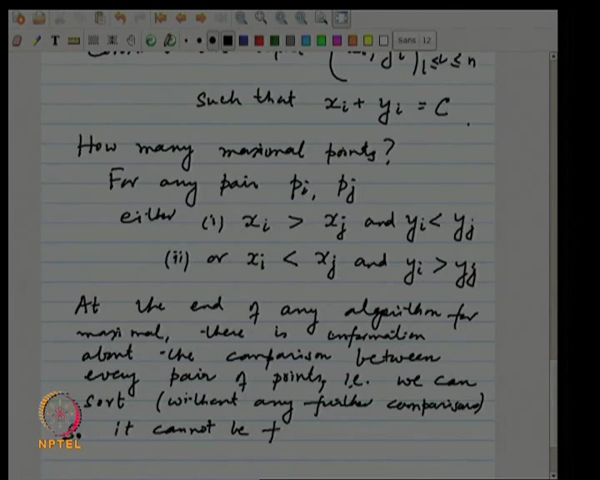 Sans : 12
(xi, yi) 1≤i≤n
such that xi + yi = C.
How many maximal points?
For any pair pi, pj
either (i) xi > xj and yi < yj
(ii) or xi < xj and yi > yj
At the end of any algorithm for
maximal, there is information
about the comparison between
every pair of points, i.e. we can
sort (without any further comparisons)
it cannot be f
NPTEL